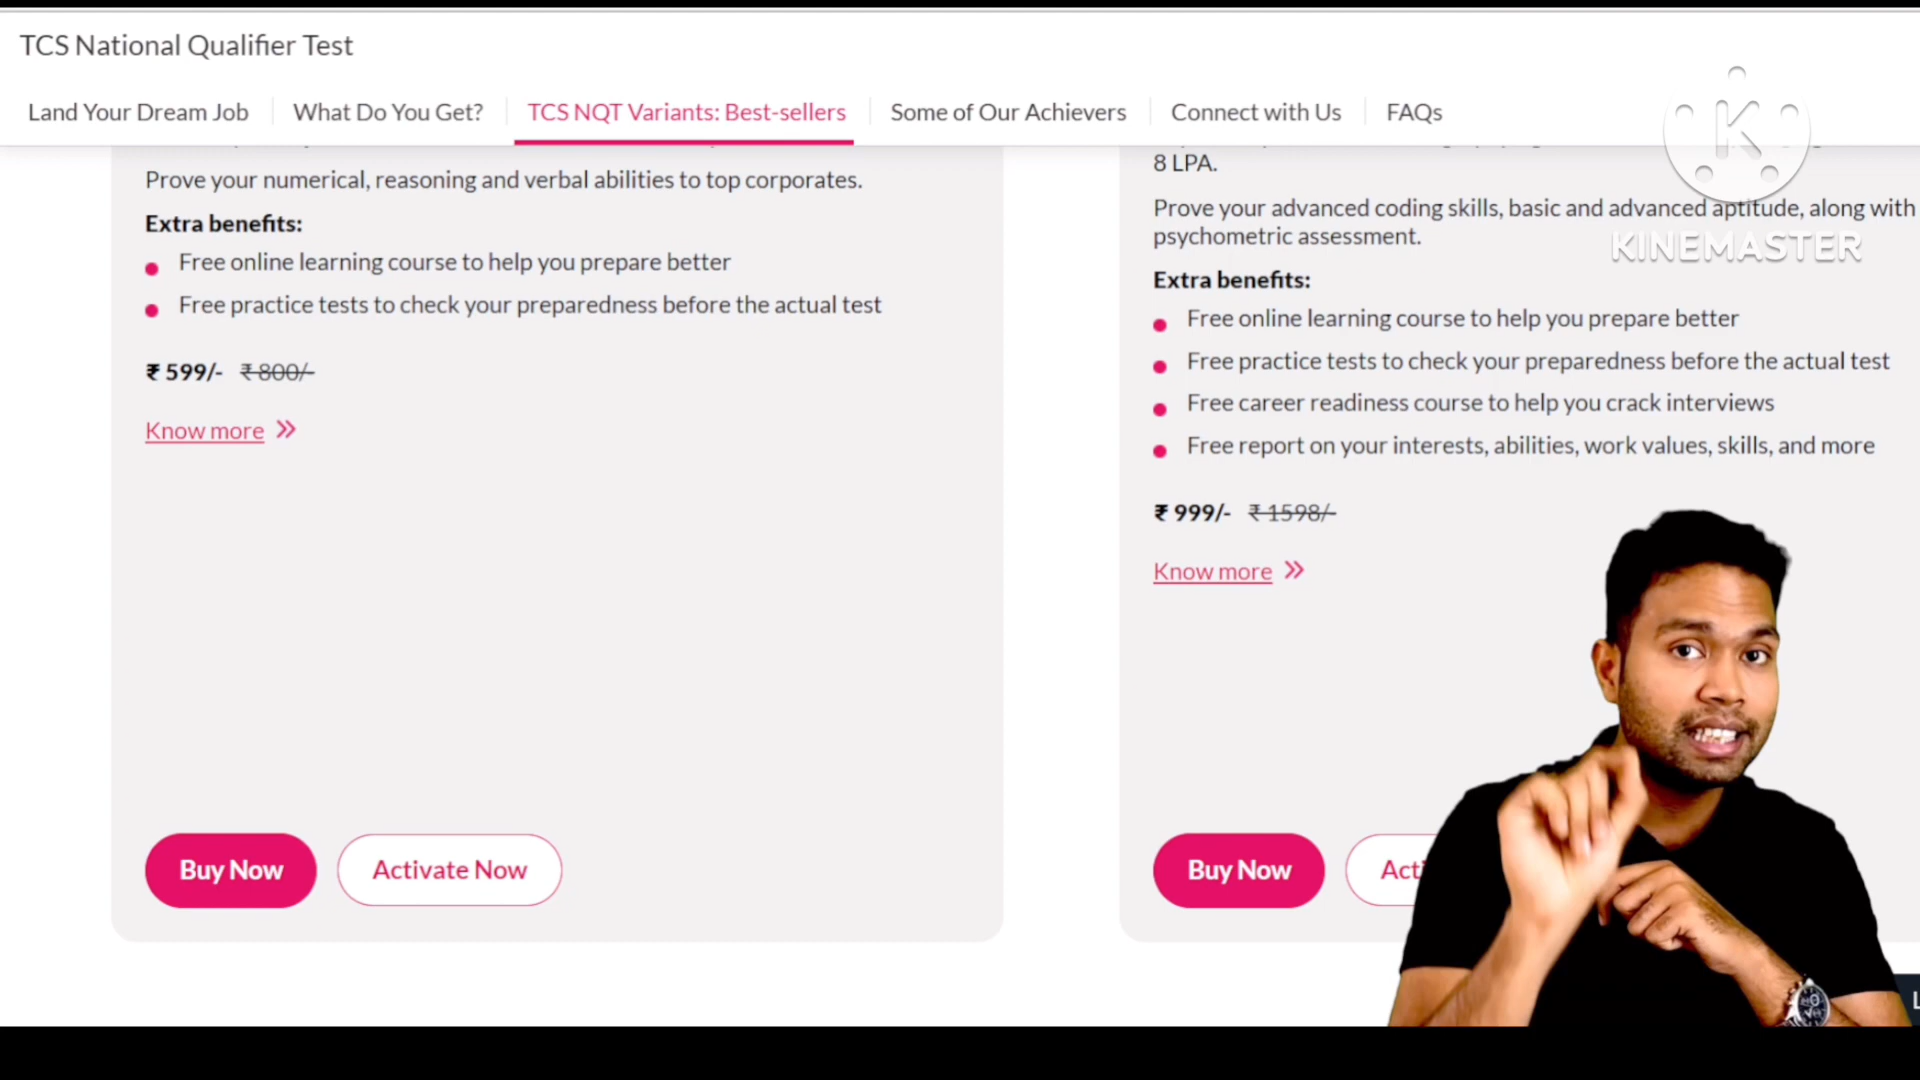 TCS National Qualifier Test
Land Your Dream Job
What Do You Get?
TCS NQT Variants: Best-sellers
Some of Our Achievers
Connect with Us
FAQs
Prove your numerical, reasoning and verbal abilities to top corporates.
Extra benefits:
Free online learning course to help you prepare better
Free practice tests to check your preparedness before the actual test
₹ 599/- ₹ 800/-
Know more »
Buy Now
Activate Now
8 LPA.
Prove your advanced coding skills, basic and advanced aptitude, along with
psychometric assessment.
Extra benefits:
Free online learning course to help you prepare better
Free practice tests to check your preparedness before the actual test
Free career readiness course to help you crack interviews
Free report on your interests, abilities, work values, skills, and more
₹ 999/- ₹ 1598/-
Know more »
Buy Now
K
KINEMASTER